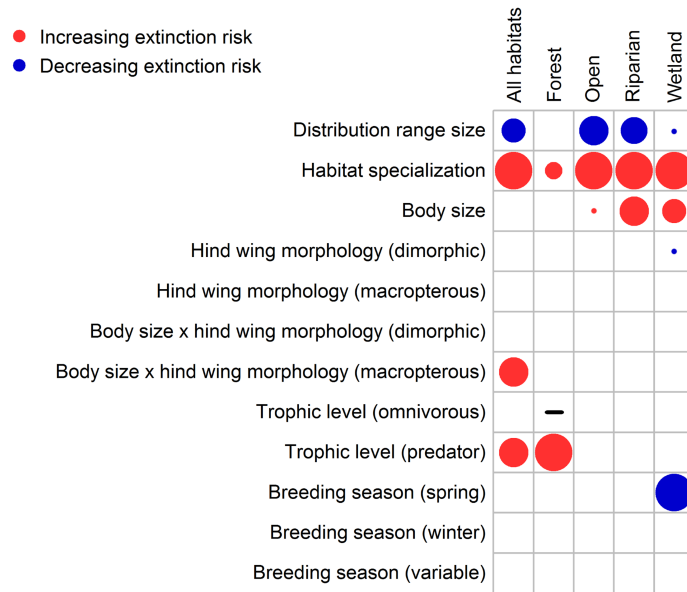 Increasing extinction risk
Decreasing extinction risk
All habitats
Forest
Open
Riparian
Wetland
Distribution range size
Habitat specialization
Body size
Hind wing morphology (dimorphic)
Hind wing morphology (macropterous)
Body size x hind wing morphology (dimorphic)
Body size x hind wing morphology (macropterous)
Trophic level (omnivorous)
Trophic level (predator)
Breeding season (spring)
Breeding season (winter)
Breeding season (variable)